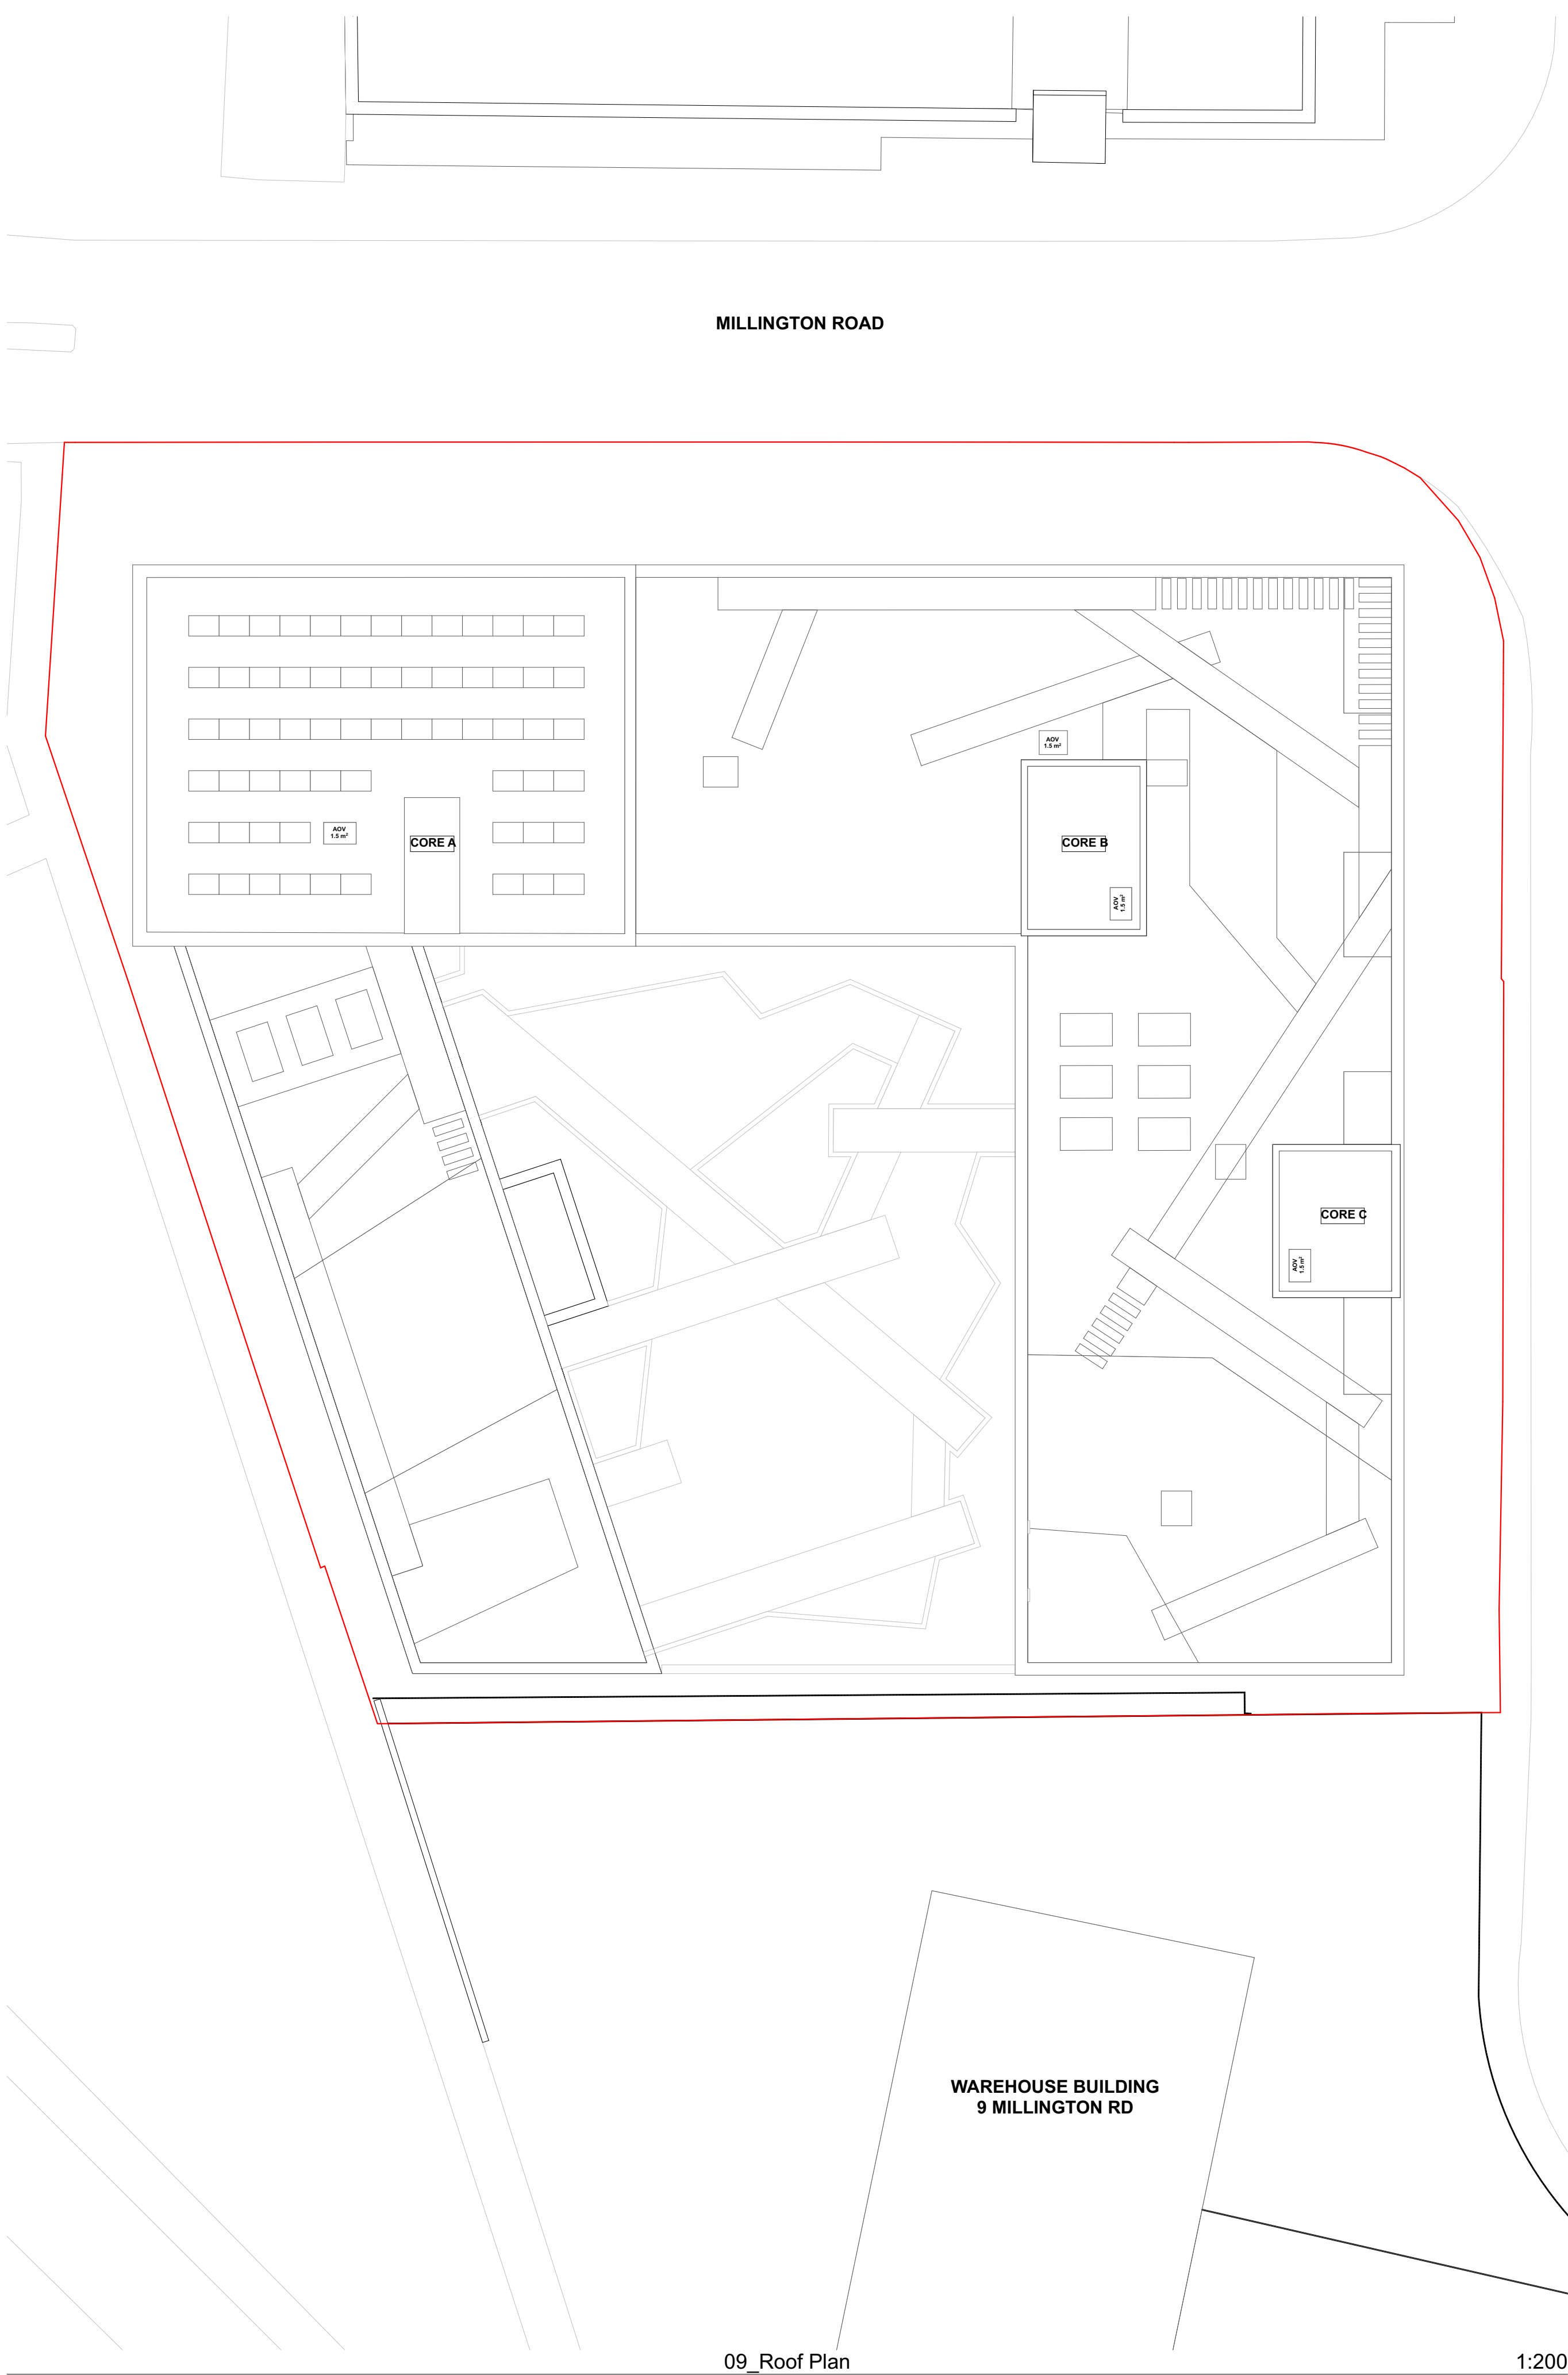 MILLINGTON ROAD
AOV
1.5 m²
AOV
1.5 m²
CORE A
CORE B
AOV
1.5 m²
CORE C
AOV
1.5 m²
WAREHOUSE BUILDING
9 MILLINGTON RD
09_Roof Plan
1:200